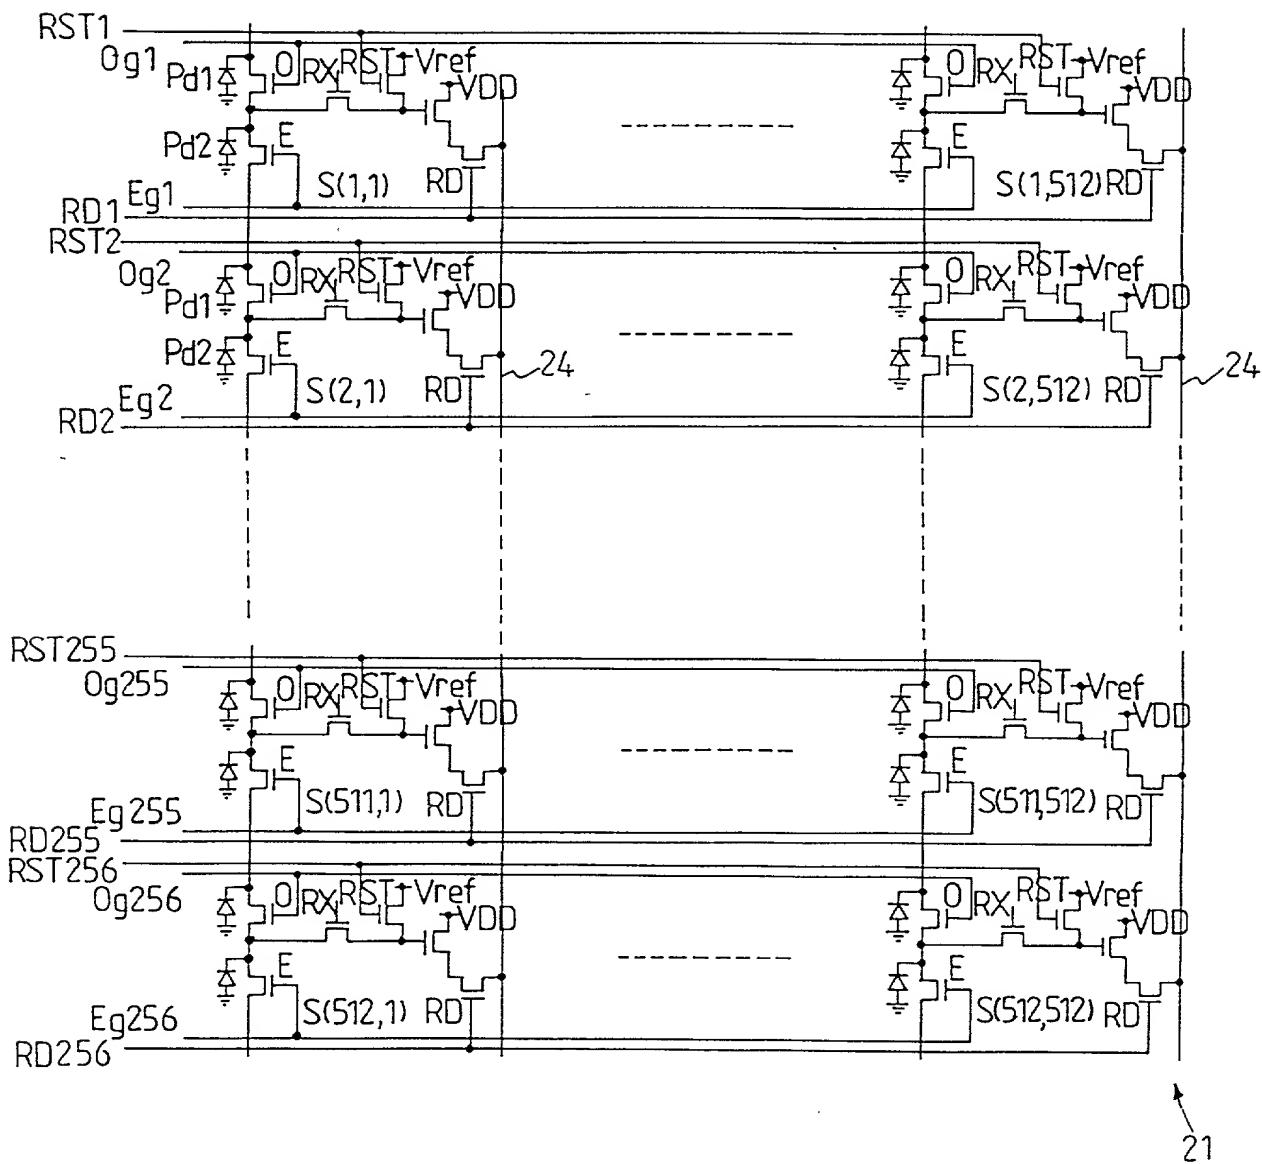 RST1
Og1 Pd1 O RX RST Vref VDD O RX RST Vref VDD
Pd2 E E
Eg1 S(1,1) RD S(1,512) RD
RD1
RST2
Og2 Pd1 O RX RST Vref VDD O RX RST Vref VDD
Pd2 E 24 E 24
Eg2 S(2,1) RD S(2,512) RD
RD2
RST255
Og255 O RX RST Vref VDD O RX RST Vref VDD
E E
Eg255 S(511,1) RD S(511,512) RD
RD255
RST256
Og256 O RX RST Vref VDD O RX RST Vref VDD
E E
Eg256 S(512,1) RD S(512,512) RD
RD256
21